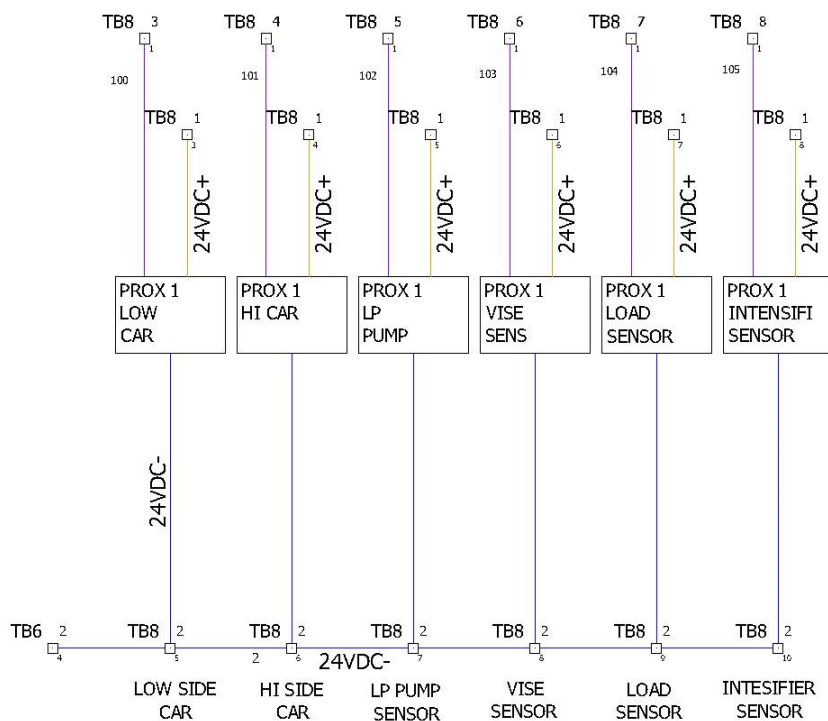 TB8 3 TB8 4 TB8 5 TB8 6 TB8 7 TB8 8
1 1 1 1 1 1
100 101 102 103 104 105
TB8 1 TB8 1 TB8 1 TB8 1 TB8 1 TB8 1
3 4 5 6 7 8
24VDC+ 24VDC+ 24VDC+ 24VDC+ 24VDC+ 24VDC+
PROX 1 PROX 1 PROX 1 PROX 1 PROX 1 PROX 1
LOW HI CAR LP VISE LOAD INTENSIFI
CAR PUMP SENS SENSOR SENSOR
24VDC-
TB6 2 TB8 2 TB8 2 TB8 2 TB8 2 TB8 2 TB8 2
4 5 2 6 7 8 9 10
24VDC-
LOW SIDE HI SIDE LP PUMP VISE LOAD INTESIFIER
CAR CAR SENSOR SENSOR SENSOR SENSOR